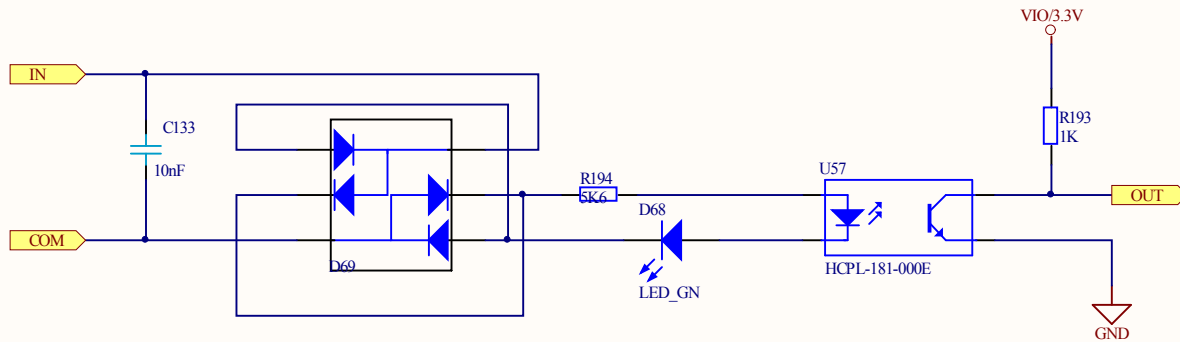 VIO/3.3V
IN
C133
10nF
R193
1K
U57
R194
5K6
D68
OUT
COM
D69
LED_GN
HCPL-181-000E
GND